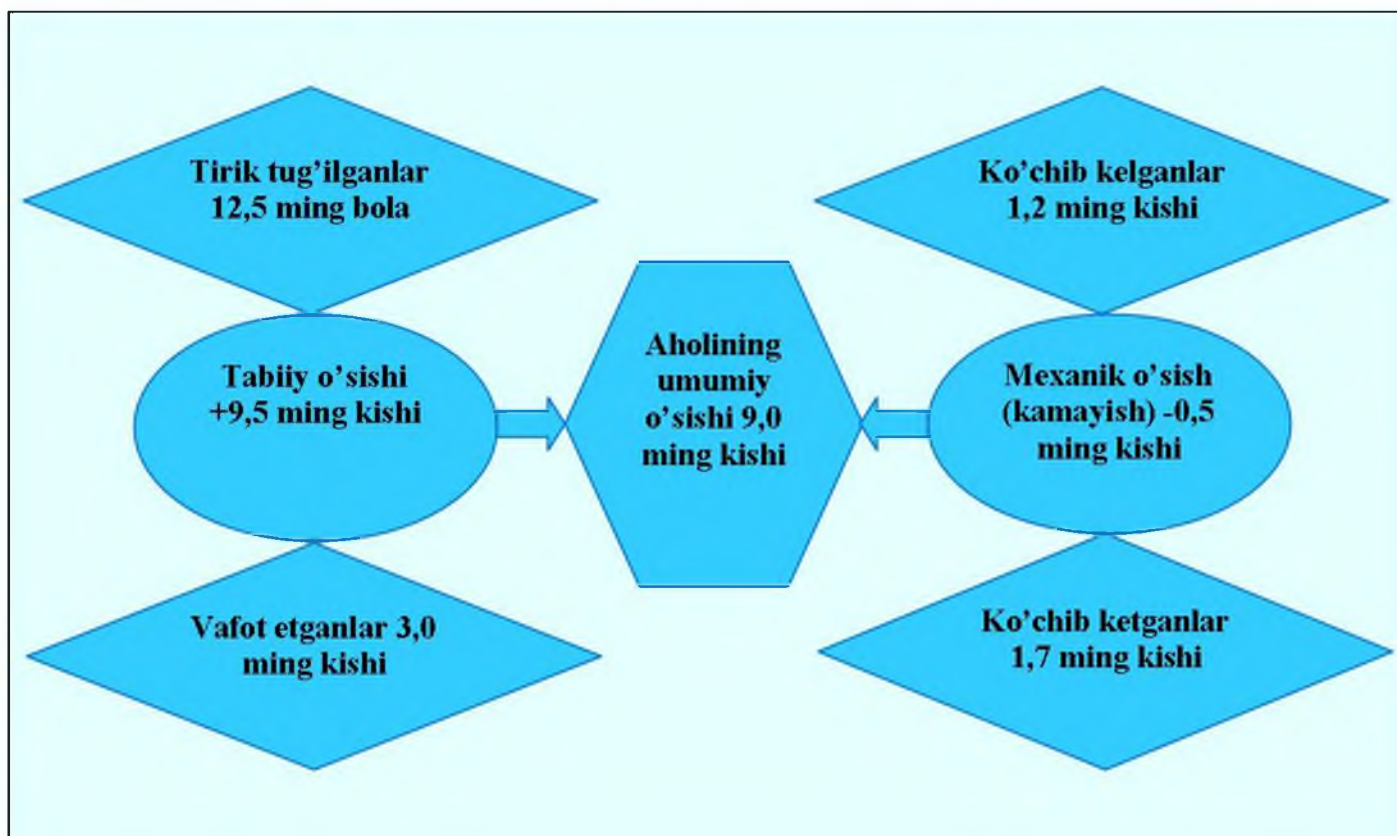 Tirik tug'ilganlar
12,5 ming bola
Ko'chib kelganlar
1,2 ming kishi
Tabiiy o'sishi
+9,5 ming kishi
Aholining
umumiy
o'sishi 9,0
ming kishi
Mexanik o'sish
(kamayish) -0,5
ming kishi
Vafot etganlar 3,0
ming kishi
Ko'chib ketganlar
1,7 ming kishi